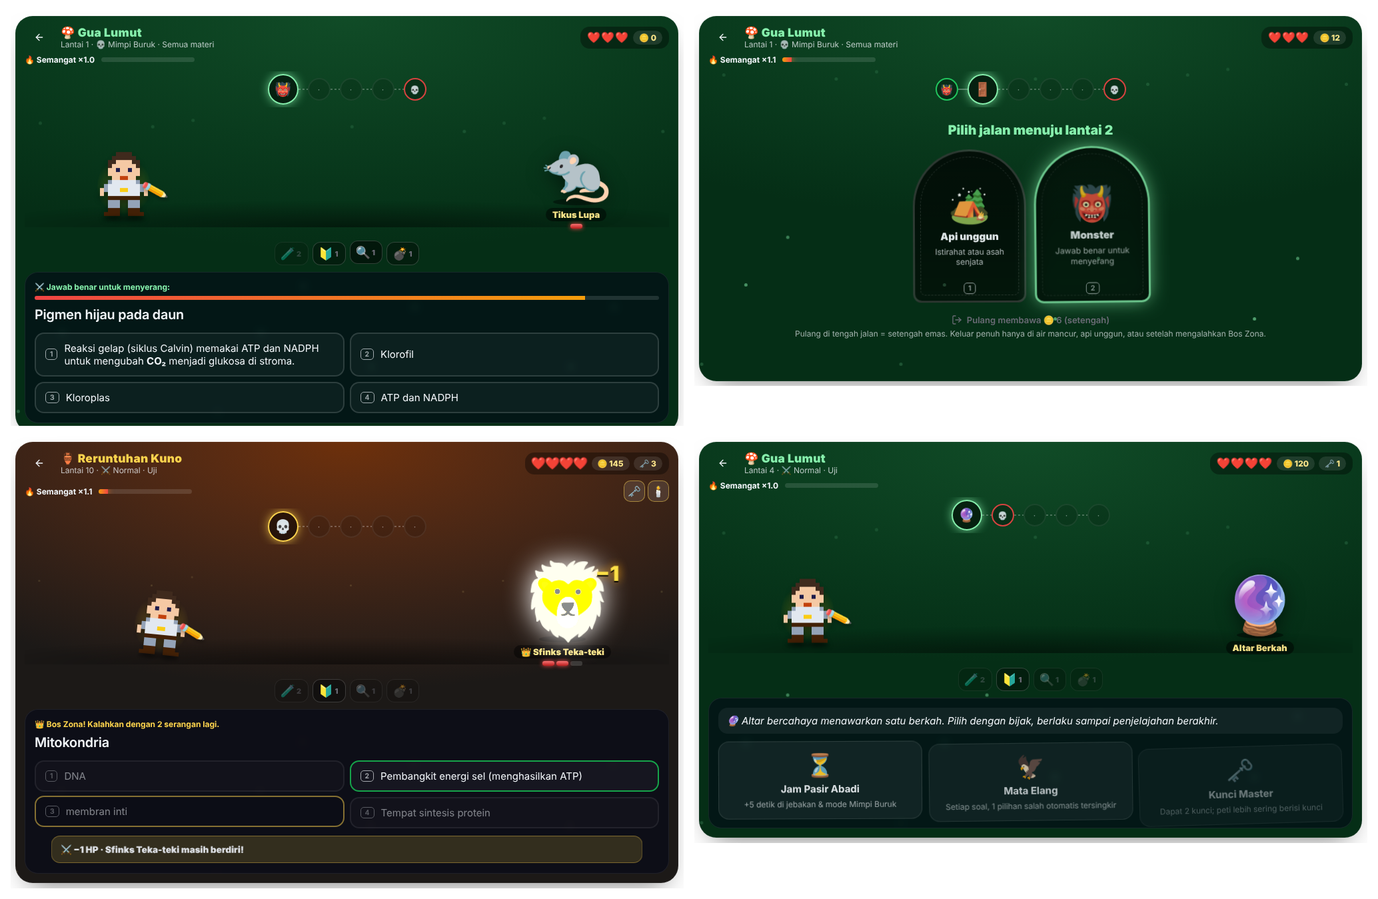 Gua Lumut
Lantai 1 · Mimpi Buruk · Semua materi
0
Semangat ×1.0
Tikus Lupa
2
1
1
1
Jawab benar untuk menyerang:
Pigmen hijau pada daun
1 Reaksi gelap (siklus Calvin) memakai ATP dan NADPH
untuk mengubah CO₂ menjadi glukosa di stroma.
2 Klorofil
3 Kloroplas
4 ATP dan NADPH
Gua Lumut
Lantai 1 · Mimpi Buruk · Semua materi
12
Semangat ×1.1
Pilih jalan menuju lantai 2
Api unggun
Istirahat atau asah
senjata
1
Monster
Jawab benar untuk
menyerang
2
Pulang membawa 6 (setengah)
Pulang di tengah jalan = setengah emas. Keluar penuh hanya di air mancur, api unggun, atau setelah mengalahkan Bos Zona.
Reruntuhan Kuno
Lantai 10 · Normal · Uji
145
3
Semangat ×1.1
−1
Sfinks Teka-teki
2
1
1
1
Bos Zona! Kalahkan dengan 2 serangan lagi.
Mitokondria
1 DNA
2 Pembangkit energi sel (menghasilkan ATP)
3 membran inti
4 Tempat sintesis protein
−1 HP · Sfinks Teka-teki masih berdiri!
Gua Lumut
Lantai 4 · Normal · Uji
120
1
Semangat ×1.0
Altar Berkah
2
1
1
1
Altar bercahaya menawarkan satu berkah. Pilih dengan bijak, berlaku sampai penjelajahan berakhir.
Jam Pasir Abadi
+5 detik di jebakan & mode Mimpi Buruk
Mata Elang
Setiap soal, 1 pilihan salah otomatis tersingkir
Kunci Master
Dapat 2 kunci; peti lebih sering berisi kunci